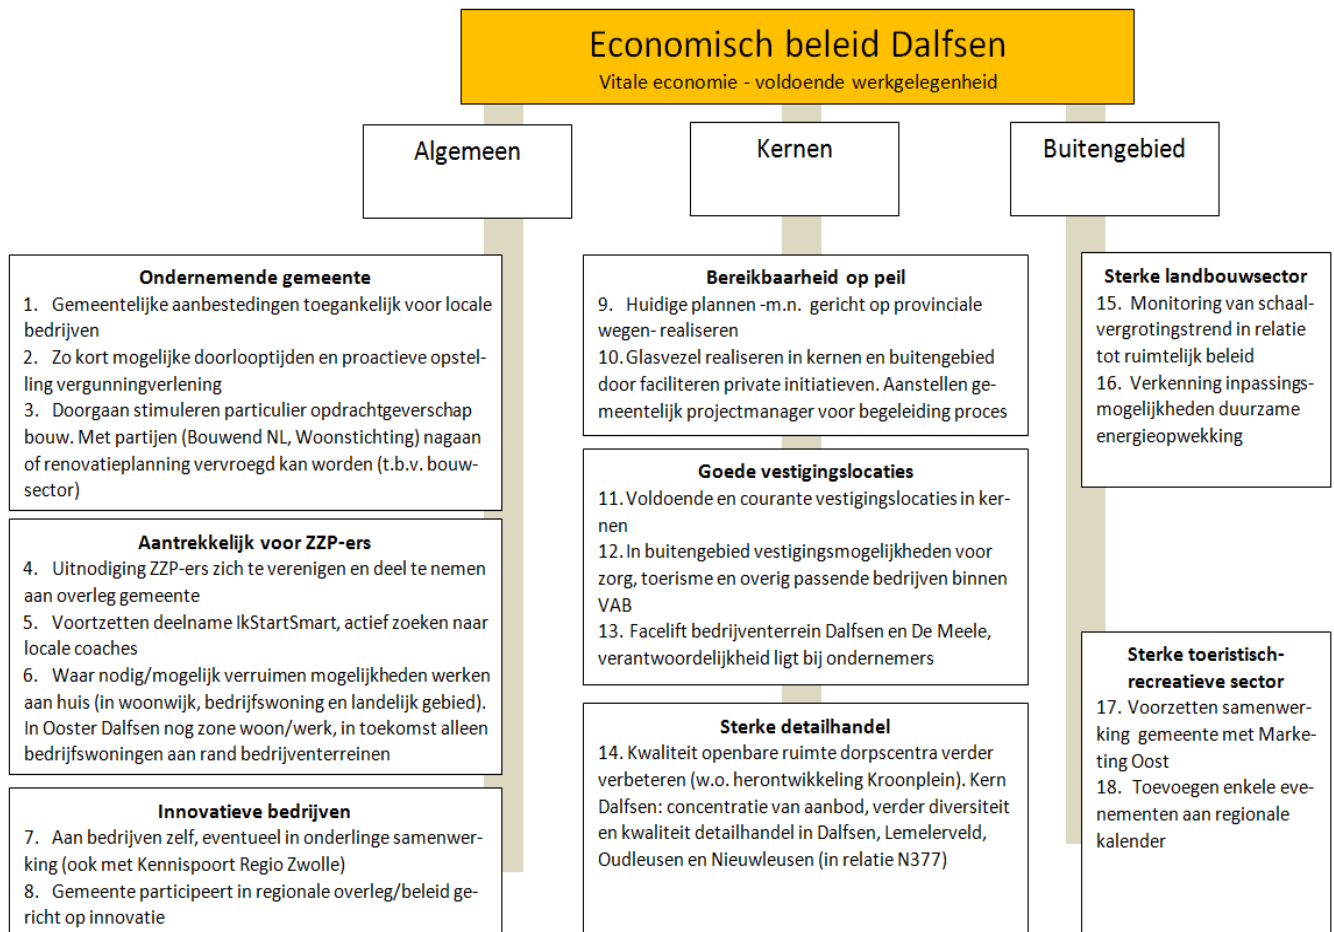 Economisch beleid Dalfsen
Vitale economie - voldoende werkgelegenheid
Algemeen
Kernen
Buitengebied
Ondernemende gemeente
1. Gemeentelijke aanbestedingen toegankelijk voor locale
bedrijven
2. Zo kort mogelijke doorlooptijden en proactieve opstel-
ling vergunningverlening
3. Doorgaan stimuleren particulier opdrachtgeverschap
bouw. Met partijen (Bouwend NL, Woonstichting) nagaan
of renovatieplanning vervroegd kan worden (t.b.v. bouw-
sector)
Aantrekkelijk voor ZZP-ers
4. Uitnodiging ZZP-ers zich te verenigen en deel te nemen
aan overleg gemeente
5. Voortzetten deelname IkStartSmart, actief zoeken naar
locale coaches
6. Waar nodig/mogelijk verruimen mogelijkheden werken
aan huis (in woonwijk, bedrijfswoning en landelijk gebied).
In Ooster Dalfsen nog zone woon/werk, in toekomst alleen
bedrijfswoningen aan rand bedrijventerreinen
Innovatieve bedrijven
7. Aan bedrijven zelf, eventueel in onderlinge samenwer-
king (ook met Kennispoort Regio Zwolle)
8. Gemeente participeert in regionale overleg/beleid ge-
richt op innovatie
Bereikbaarheid op peil
9. Huidige plannen -m.n. gericht op provinciale
wegen- realiseren
10. Glasvezel realiseren in kernen en buitengebied
door faciliteren private initiatieven. Aanstellen ge-
meentelijk projectmanager voor begeleiding proces
Goede vestigingslocaties
11. Voldoende en courante vestigingslocaties in ker-
nen
12. In buitengebied vestigingsmogelijkheden voor
zorg, toerisme en overig passende bedrijven binnen
VAB
13. Facelift bedrijventerrein Dalfsen en De Meele,
verantwoordelijkheid ligt bij ondernemers
Sterke detailhandel
14. Kwaliteit openbare ruimte dorpscentra verder
verbeteren (w.o. herontwikkeling Kroonplein). Kern
Dalfsen: concentratie van aanbod, verder diversiteit
en kwaliteit detailhandel in Dalfsen, Lemelerveld,
Oudleusen en Nieuwleusen (in relatie N377)
Sterke landbouwsector
15. Monitoring van schaal-
vergrotingstrend in relatie
tot ruimtelijk beleid
16. Verkenning inpassings-
mogelijkheden duurzame
energieopwekking
Sterke toeristisch-
recreatieve sector
17. Voorzetten samenwer-
king gemeente met Marke-
ting Oost
18. Toevoegen enkele eve-
nementen aan regionale
kalender